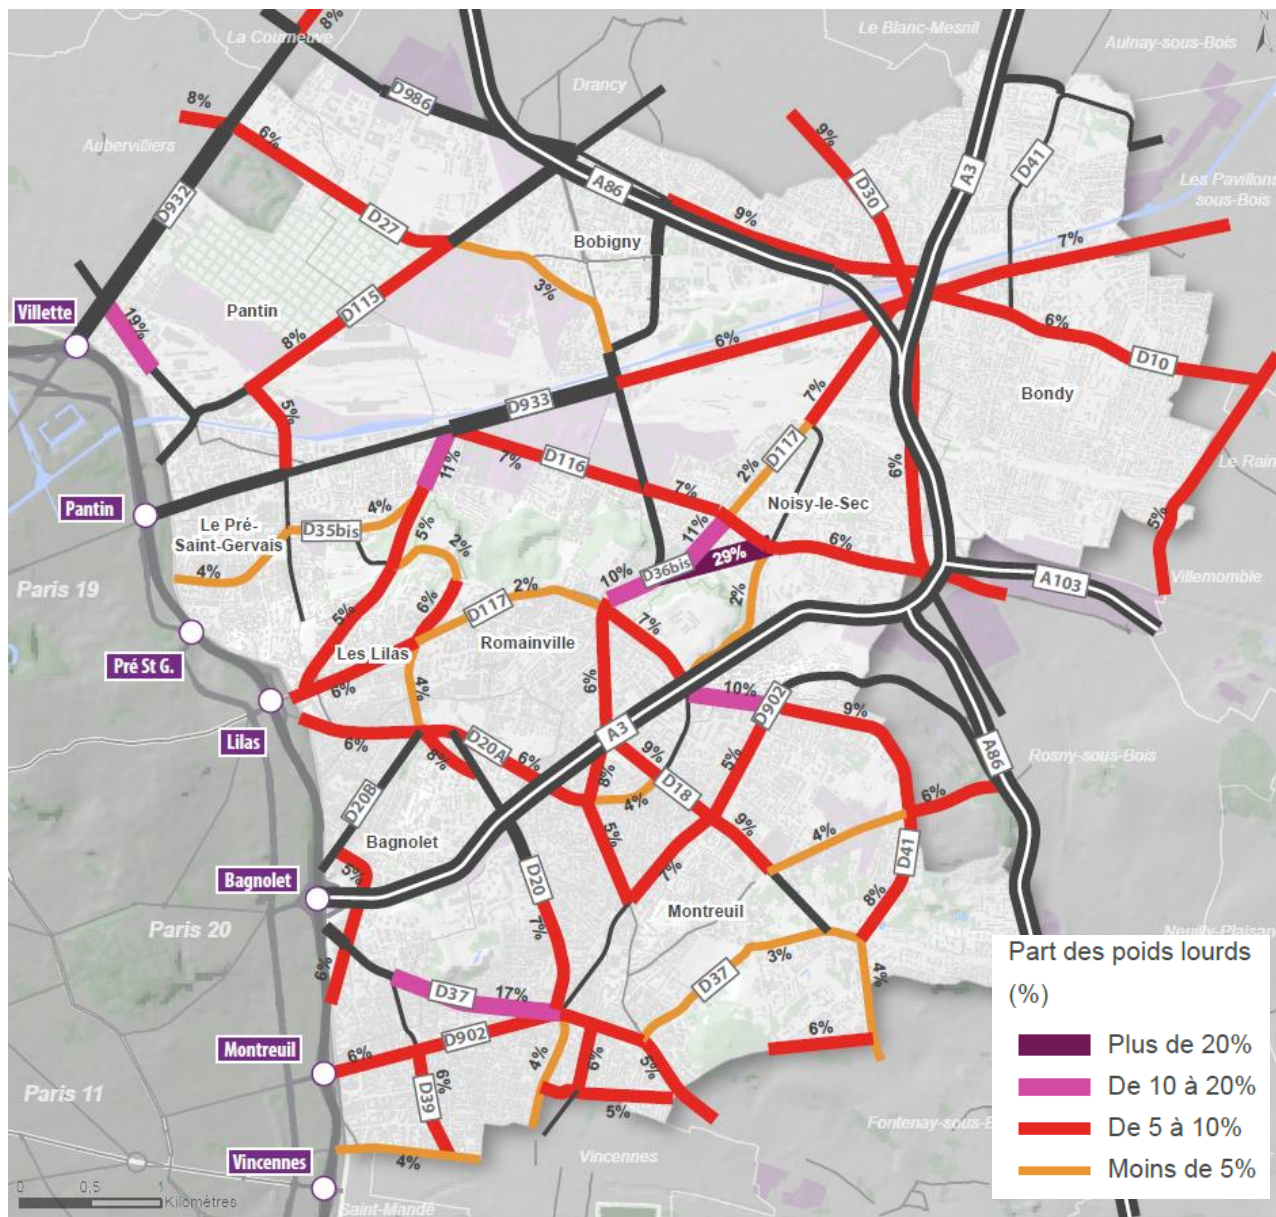 8%
La Courneuve
Le Blanc-Mesnil
N
Aulnay-sous-Bois
Drancy
D986
8%
6%
Aubervilliers
9%
D30
A3
D41
A86
Les Pavillons-
sous-Bois
D932
D27
9%
7%
Bobigny
3%
Villette
19%
Pantin
D115
8%
6%
6%
D10
7%
Bondy
5%
D933
11%
7%
D116
2%
D117
6%
Le Rain
Pantin
4%
7%
Noisy-le-Sec
Le Pré-
Saint-Gervais
D35bis
5%
2%
11%
6%
5%
4%
29%
10%
D36bis
A103
Villemomble
Paris 19
2%
2%
6%
D117
5%
Romainville
7%
Pré St G.
Les Lilas
6%
4%
6%
10%
D902
9%
Lilas
6%
D20A
8%
6%
A3
9%
A86
Rosny-sous-Bois
8%
5%
D18
4%
6%
D20B
Bagnolet
5%
9%
4%
D41
5%
7%
Bagnolet
D20
8%
Paris 20
7%
Montreuil
Neuilly-Plaisan
6%
D37
3%
4%
D37
17%
Part des poids lourds
(%)
D902
6%
Montreuil
6%
4%
6%
5%
6%
D39
5%
Plus de 20%
De 10 à 20%
De 5 à 10%
Moins de 5%
Paris 11
Fontenay-sous-B
Vincennes
4%
Vincennes
0
0,5
1
Kilomètres
Saint-Mandé